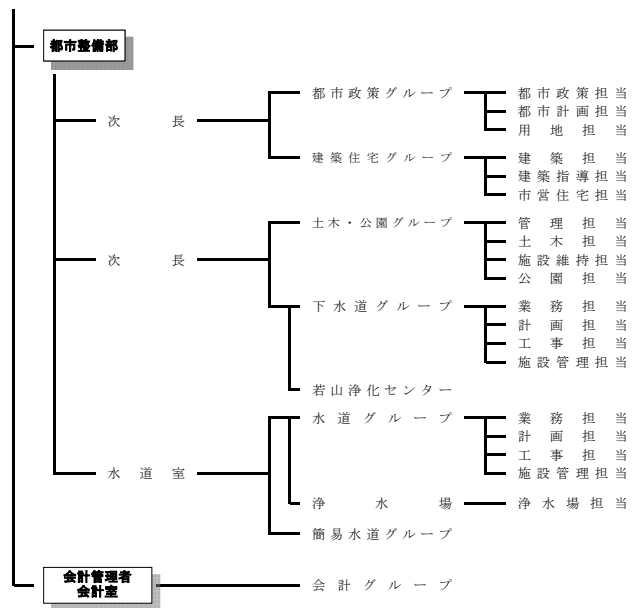 都市整備部
次長
都市政策グループ
都市政策担当
都市計画担当
用地担当
建築住宅グループ
建築担当
建築指導担当
市営住宅担当
次長
土木・公園グループ
管理担当
土木担当
施設維持担当
公園担当
下水道グループ
業務担当
計画担当
工事担当
施設管理担当
若山浄化センター
水道室
水道グループ
業務担当
計画担当
工事担当
施設管理担当
浄水場
浄水場担当
簡易水道グループ
会計管理者
会計室
会計グループ